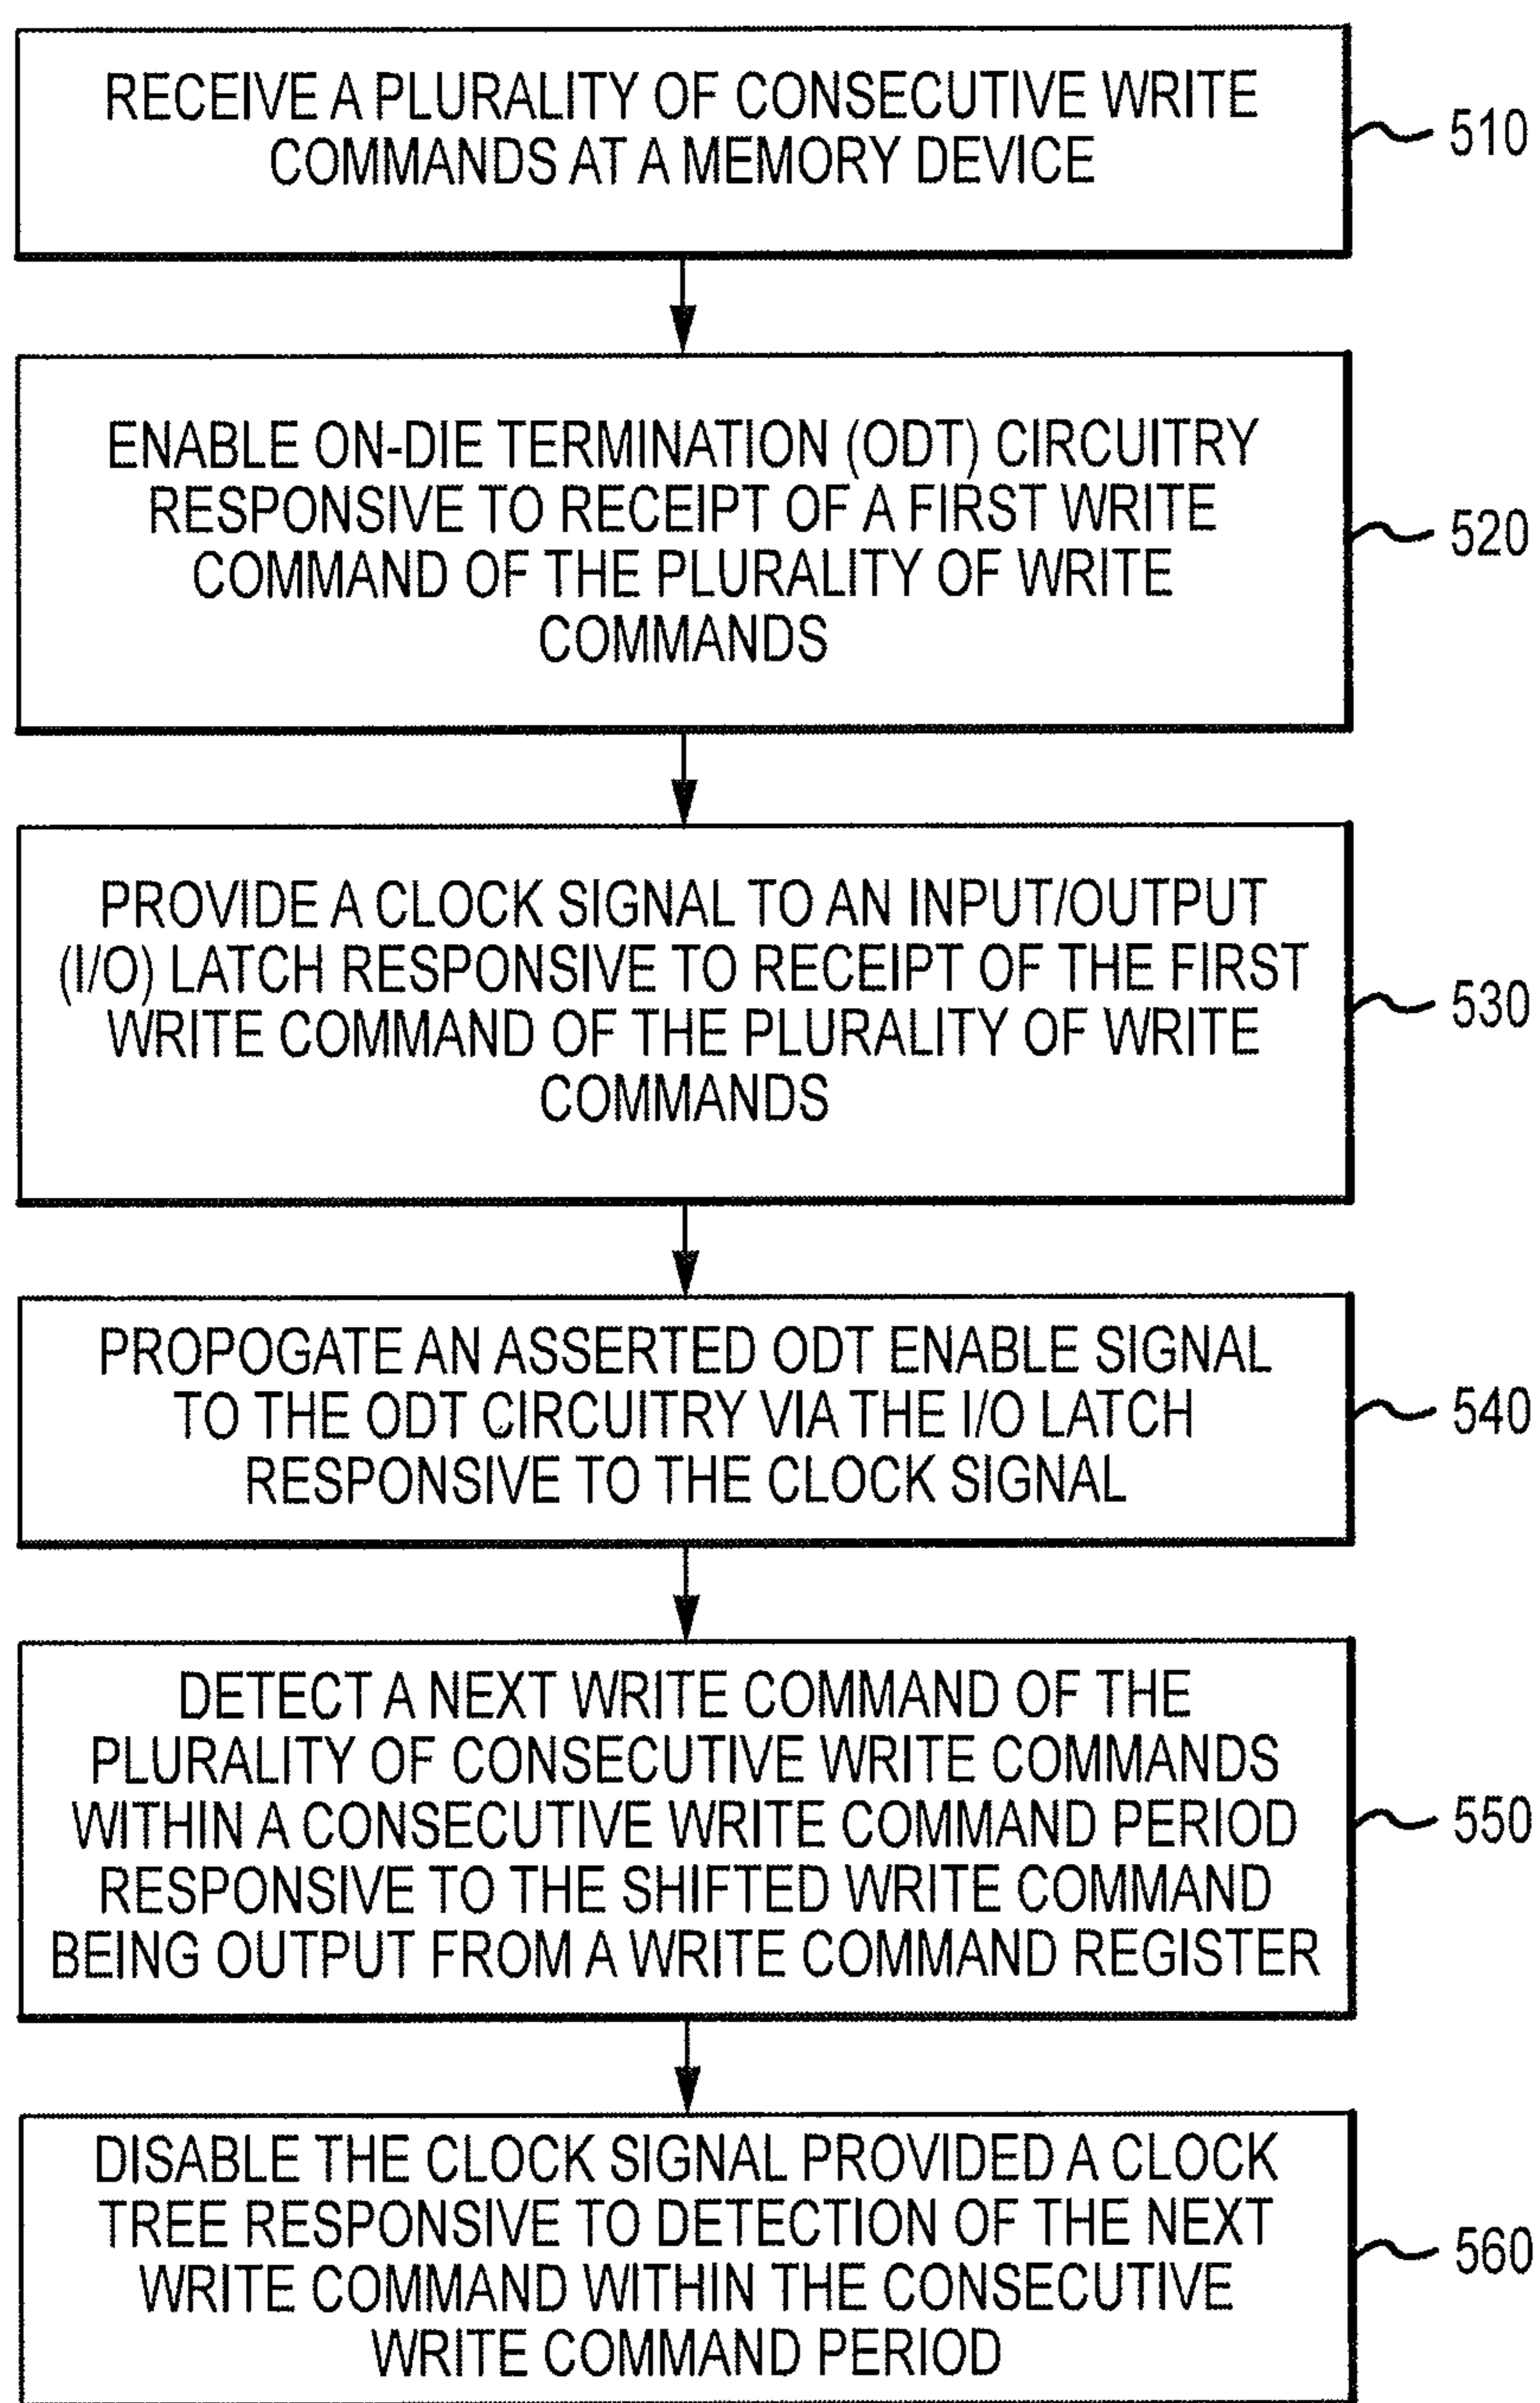 RECEIVE A PLURALITY OF CONSECUTIVE WRITE
COMMANDS AT A MEMORY DEVICE
510
ENABLE ON-DIE TERMINATION (ODT) CIRCUITRY
RESPONSIVE TO RECEIPT OF A FIRST WRITE
COMMAND OF THE PLURALITY OF WRITE
COMMANDS
520
PROVIDE A CLOCK SIGNAL TO AN INPUT/OUTPUT
(I/O) LATCH RESPONSIVE TO RECEIPT OF THE FIRST
WRITE COMMAND OF THE PLURALITY OF WRITE
COMMANDS
530
PROPOGATE AN ASSERTED ODT ENABLE SIGNAL
TO THE ODT CIRCUITRY VIA THE I/O LATCH
RESPONSIVE TO THE CLOCK SIGNAL
540
DETECT A NEXT WRITE COMMAND OF THE
PLURALITY OF CONSECUTIVE WRITE COMMANDS
WITHIN A CONSECUTIVE WRITE COMMAND PERIOD
RESPONSIVE TO THE SHIFTED WRITE COMMAND
BEING OUTPUT FROM A WRITE COMMAND REGISTER
550
DISABLE THE CLOCK SIGNAL PROVIDED A CLOCK
TREE RESPONSIVE TO DETECTION OF THE NEXT
WRITE COMMAND WITHIN THE CONSECUTIVE
WRITE COMMAND PERIOD
560